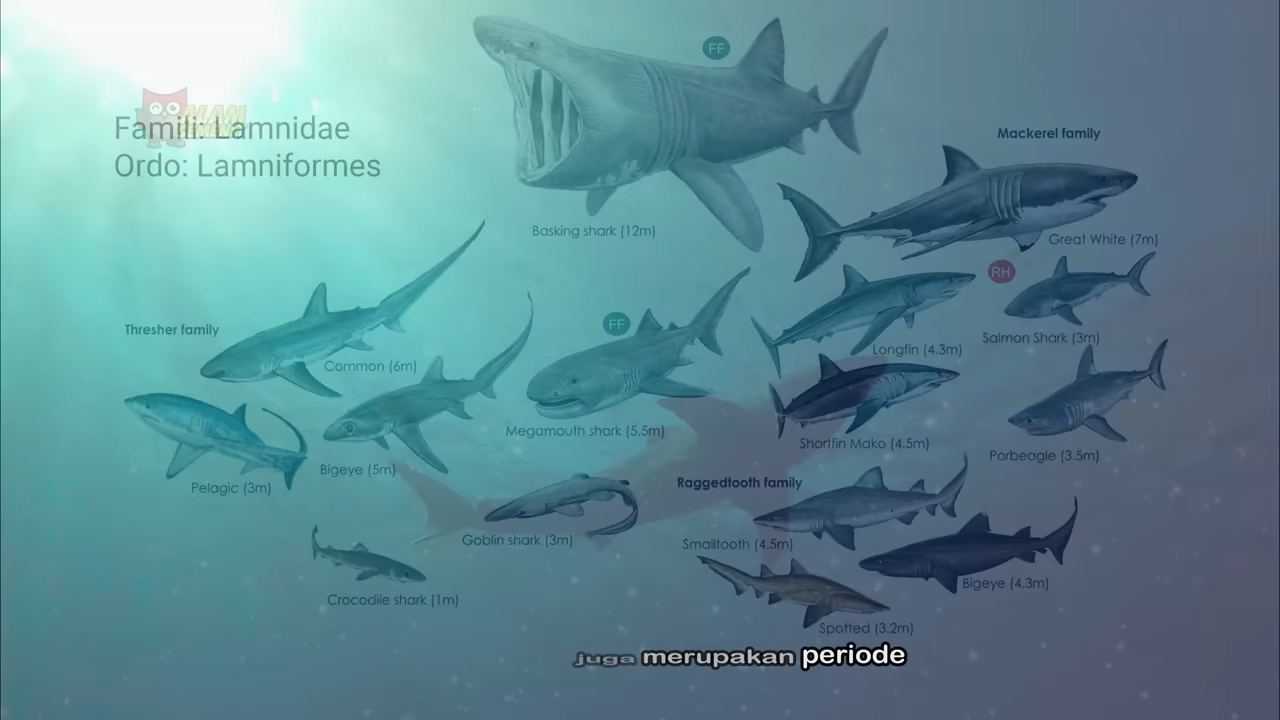 ALAM
Famili: Lamnidae
Ordo: Lamniformes
FF
Mackerel family
Basking shark (12m)
Great White (7m)
RH
Thresher family
FF
Salmon Shark (3m)
Longfin (4.3m)
Common (6m)
Megamouth shark (5.5m)
Shortfin Mako (4.5m)
Porbeagle (3.5m)
Bigeye (5m)
Pelagic (3m)
Raggedtooth family
Goblin shark (3m)
Smalltooth (4.5m)
Bigeye (4.3m)
Crocodile shark (1m)
Spotted (3.2m)
juga merupakan periode